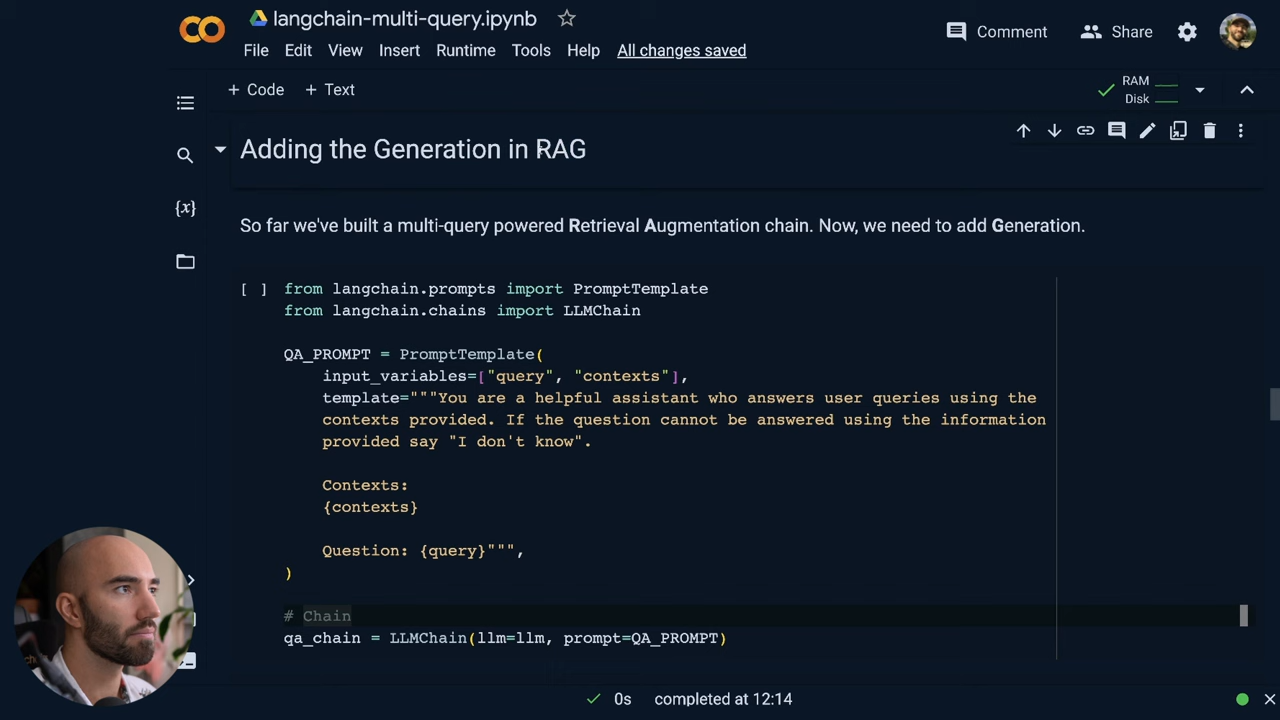 langchain-multi-query.ipynb
File Edit View Insert Runtime Tools Help All changes saved
Comment Share
+ Code + Text
RAM
Disk
Adding the Generation in RAG
{x}
So far we've built a multi-query powered Retrieval Augmentation chain. Now, we need to add Generation.
[ ] from langchain.prompts import PromptTemplate
from langchain.chains import LLMChain
QA_PROMPT = PromptTemplate(
input_variables=["query", "contexts"],
template="""You are a helpful assistant who answers user queries using the
contexts provided. If the question cannot be answered using the information
provided say "I don't know".
Contexts:
{contexts}
Question: {query}""",
)
# Chain
qa_chain = LLMChain(llm=llm, prompt=QA_PROMPT)
0s completed at 12:14